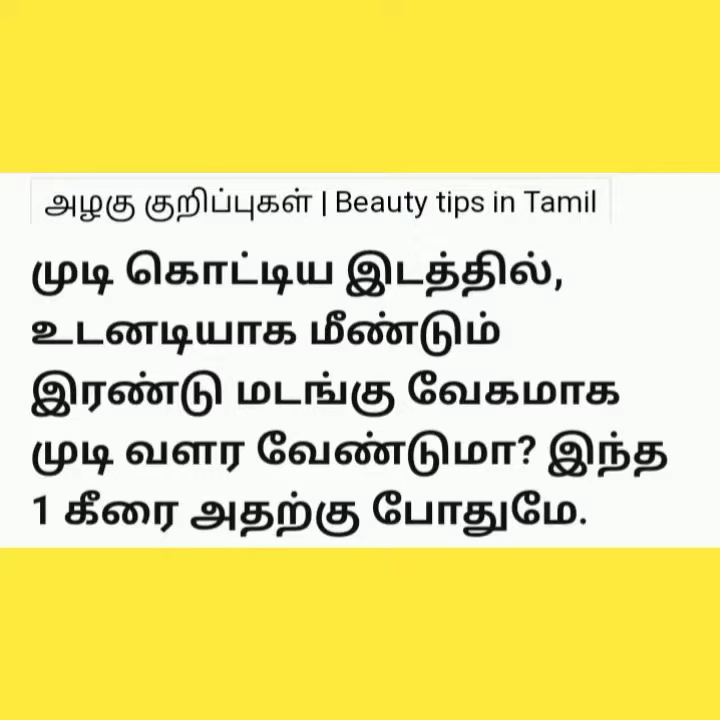 அழகு குறிப்புகள் | Beauty tips in Tamil
முடி கொட்டிய இடத்தில்,
உடனடியாக மீண்டும்
இரண்டு மடங்கு வேகமாக
முடி வளர வேண்டுமா? இந்த
1 கீரை அதற்கு போதுமே.